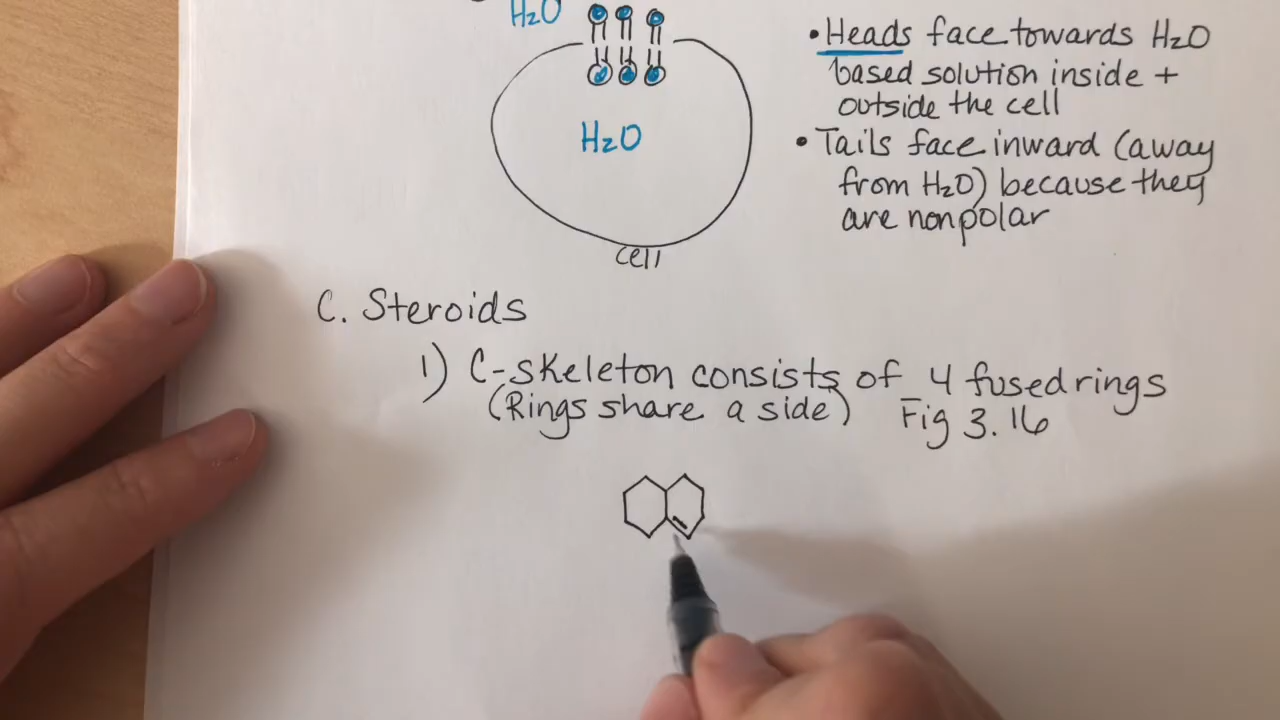 H₂O
• Heads face towards H₂O
based solution inside +
outside the cell
H₂O
• Tails face inward (away
from H₂O) because they
are nonpolar
cell
C. Steroids
1) C-skeleton consists of 4 fused rings
(Rings share a side) Fig 3.16